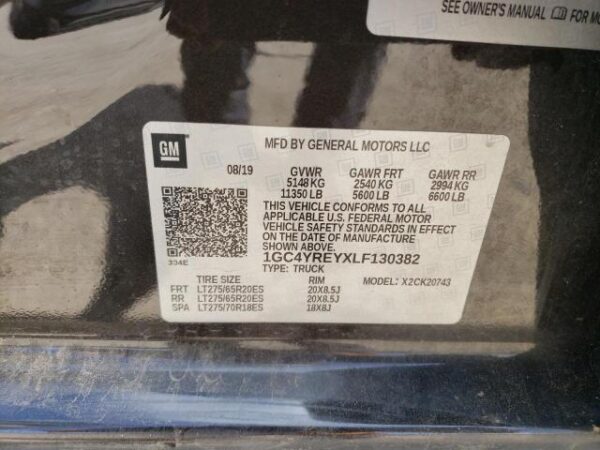 SEE OWNER'S MANUAL FOR MO
GM
MFD BY GENERAL MOTORS LLC
08/19 GVWR GAWR FRT GAWR RR
5148 KG 2540 KG 2994 KG
11350 LB 5600 LB 6600 LB
THIS VEHICLE CONFORMS TO ALL
APPLICABLE U.S. FEDERAL MOTOR
VEHICLE SAFETY STANDARDS IN EFFECT
ON THE DATE OF MANUFACTURE
SHOWN ABOVE.
1GC4YREYXLF130382
334E
TYPE: TRUCK
TIRE SIZE RIM MODEL: X2CK20743
FRT LT275/65R20ES 20X8.5J
RR LT275/65R20ES 20X8.5J
SPA LT275/70R18ES 18X8J